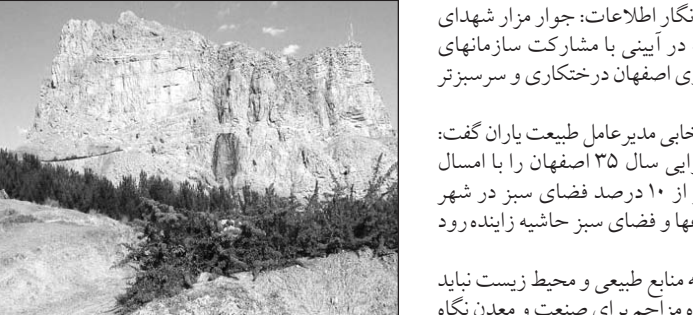 نگار اطلاعات: جوار مزار شهدای
در آیینی با مشارکت سازمانهای
اصفهان درختکاری و سرسبزتر
مدیرعامل طبیعت یاران گفت:
سال ۳۵ اصفهان را با امسال
از ۱۰ درصد فضای سبز در شهر
و فضای سبز حاشیه زاینده‌رود
منابع طبیعی و محیط زیست نباید
مزاحم برای صنعت و معدن نگاه